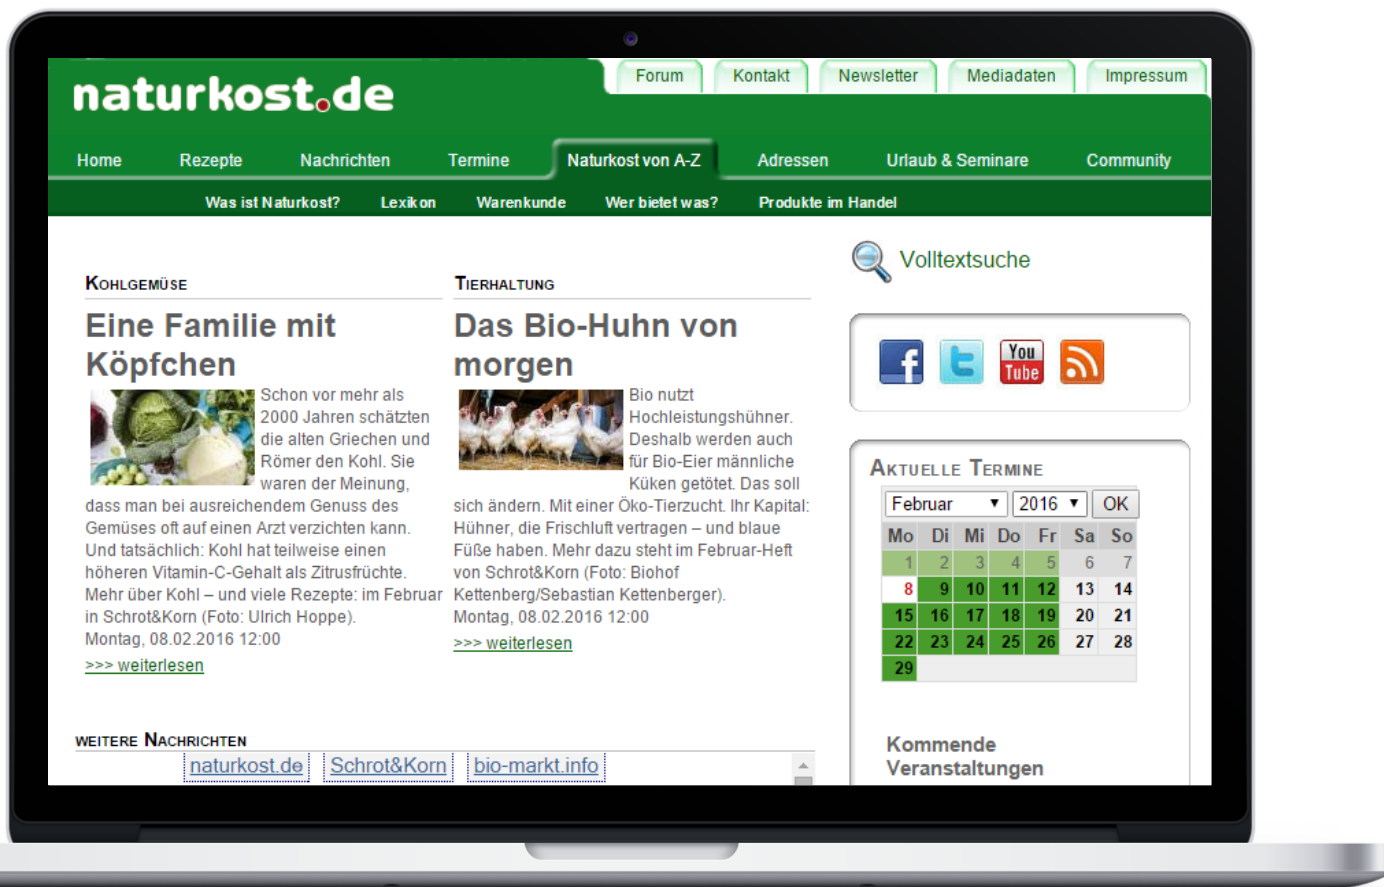 naturkost.de
Forum
Kontakt
Newsletter
Mediadaten
Impressum
Home
Rezepte
Nachrichten
Termine
Naturkost von A-Z
Adressen
Urlaub & Seminare
Community
Was ist Naturkost?
Lexikon
Warenkunde
Wer bietet was?
Produkte im Handel
Kohlgemüse
Eine Familie mit
Köpfchen
Schon vor mehr als
2000 Jahren schätzten
die alten Griechen und
Römer den Kohl. Sie
waren der Meinung,
dass man bei ausreichendem Genuss des
Gemüses oft auf einen Arzt verzichten kann.
Und tatsächlich: Kohl hat teilweise einen
höheren Vitamin-C-Gehalt als Zitrusfrüchte.
Mehr über Kohl – und viele Rezepte: im Februar
in Schrot&Korn (Foto: Ulrich Hoppe).
Montag, 08.02.2016 12:00
>>> weiterlesen
Tierhaltung
Das Bio-Huhn von
morgen
Bio nutzt
Hochleistungshühner.
Deshalb werden auch
für Bio-Eier männliche
Küken getötet. Das soll
sich ändern. Mit einer Öko-Tierzucht. Ihr Kapital:
Hühner, die Frischluft vertragen – und blaue
Füße haben. Mehr dazu steht im Februar-Heft
von Schrot&Korn (Foto: Biohof
Kettenberg/Sebastian Kettenberger).
Montag, 08.02.2016 12:00
>>> weiterlesen
weitere Nachrichten
naturkost.de
Schrot&Korn
bio-markt.info
Volltextsuche
f
t
You
Tube
Aktuelle Termine
Februar 2016 OK
Mo Di Mi Do Fr Sa So
1 2 3 4 5 6 7
8 9 10 11 12 13 14
15 16 17 18 19 20 21
22 23 24 25 26 27 28
29
Kommende
Veranstaltungen